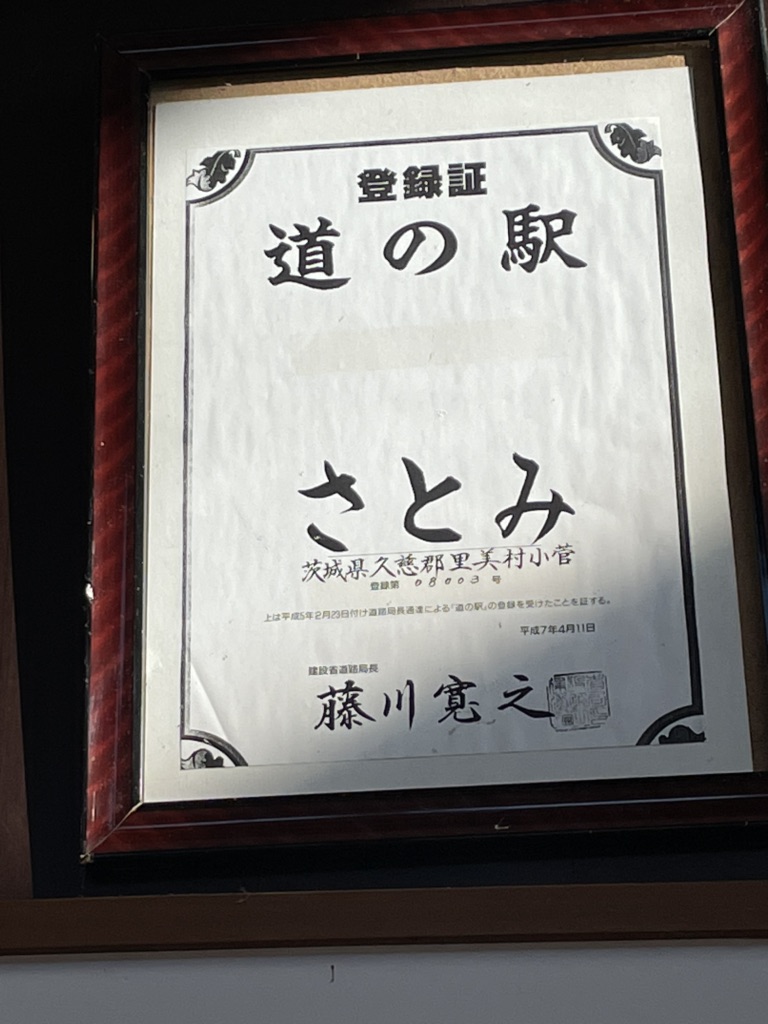 登録証
道の駅
さとみ
茨城県久慈郡里美村小菅
登録第 08003 号
上は平成5年2月23日付け道路局長通達による「道の駅」の登録を受けたことを証する。
平成7年4月11日
建設省道路局長
藤川寛之